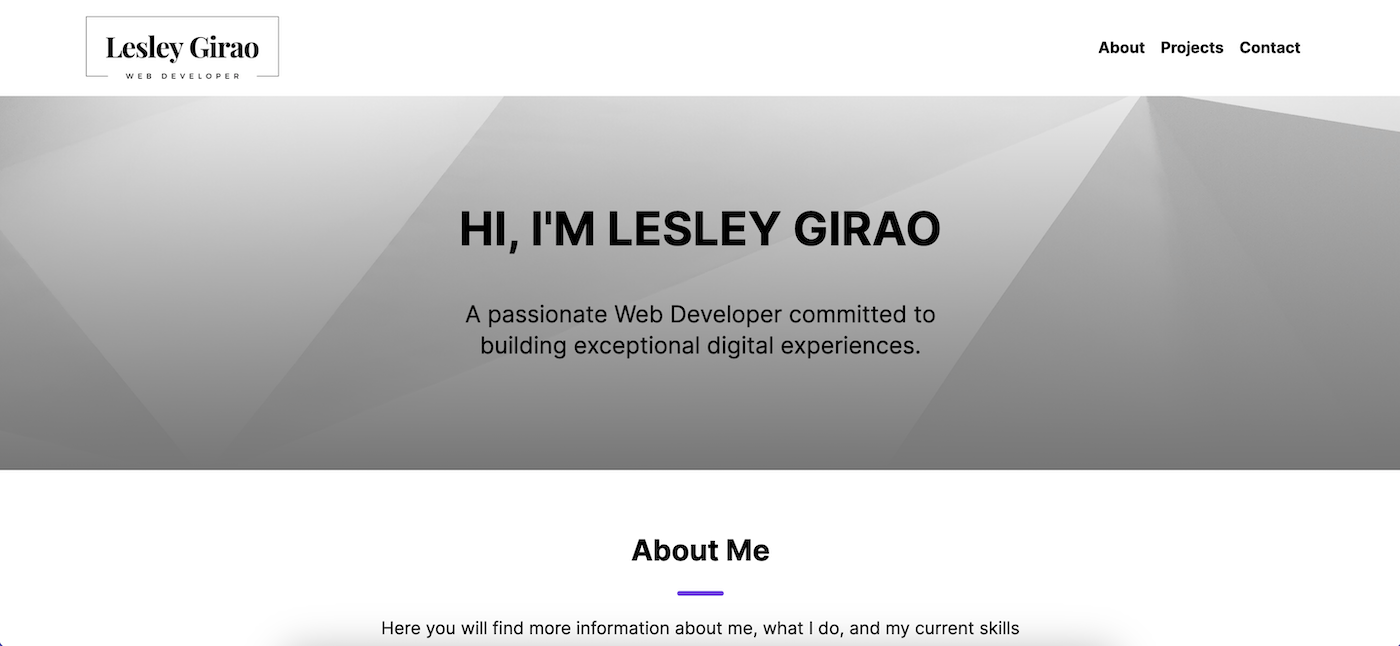 Lesley Girao
WEB DEVELOPER
About Projects Contact
HI, I'M LESLEY GIRAO
A passionate Web Developer committed to
building exceptional digital experiences.
About Me
Here you will find more information about me, what I do, and my current skills